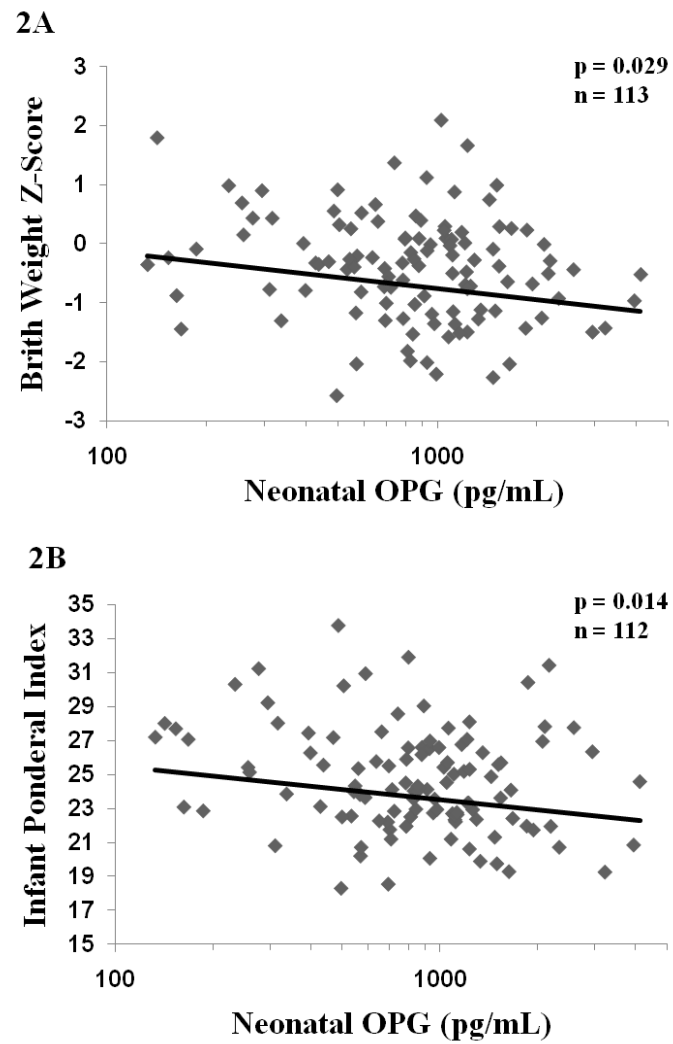 2A
p = 0.029
n = 113
Brith Weight Z-Score
3
2
1
0
-1
-2
-3
100
1000
Neonatal OPG (pg/mL)
2B
p = 0.014
n = 112
Infant Ponderal Index
35
33
31
29
27
25
23
21
19
17
15
100
1000
Neonatal OPG (pg/mL)